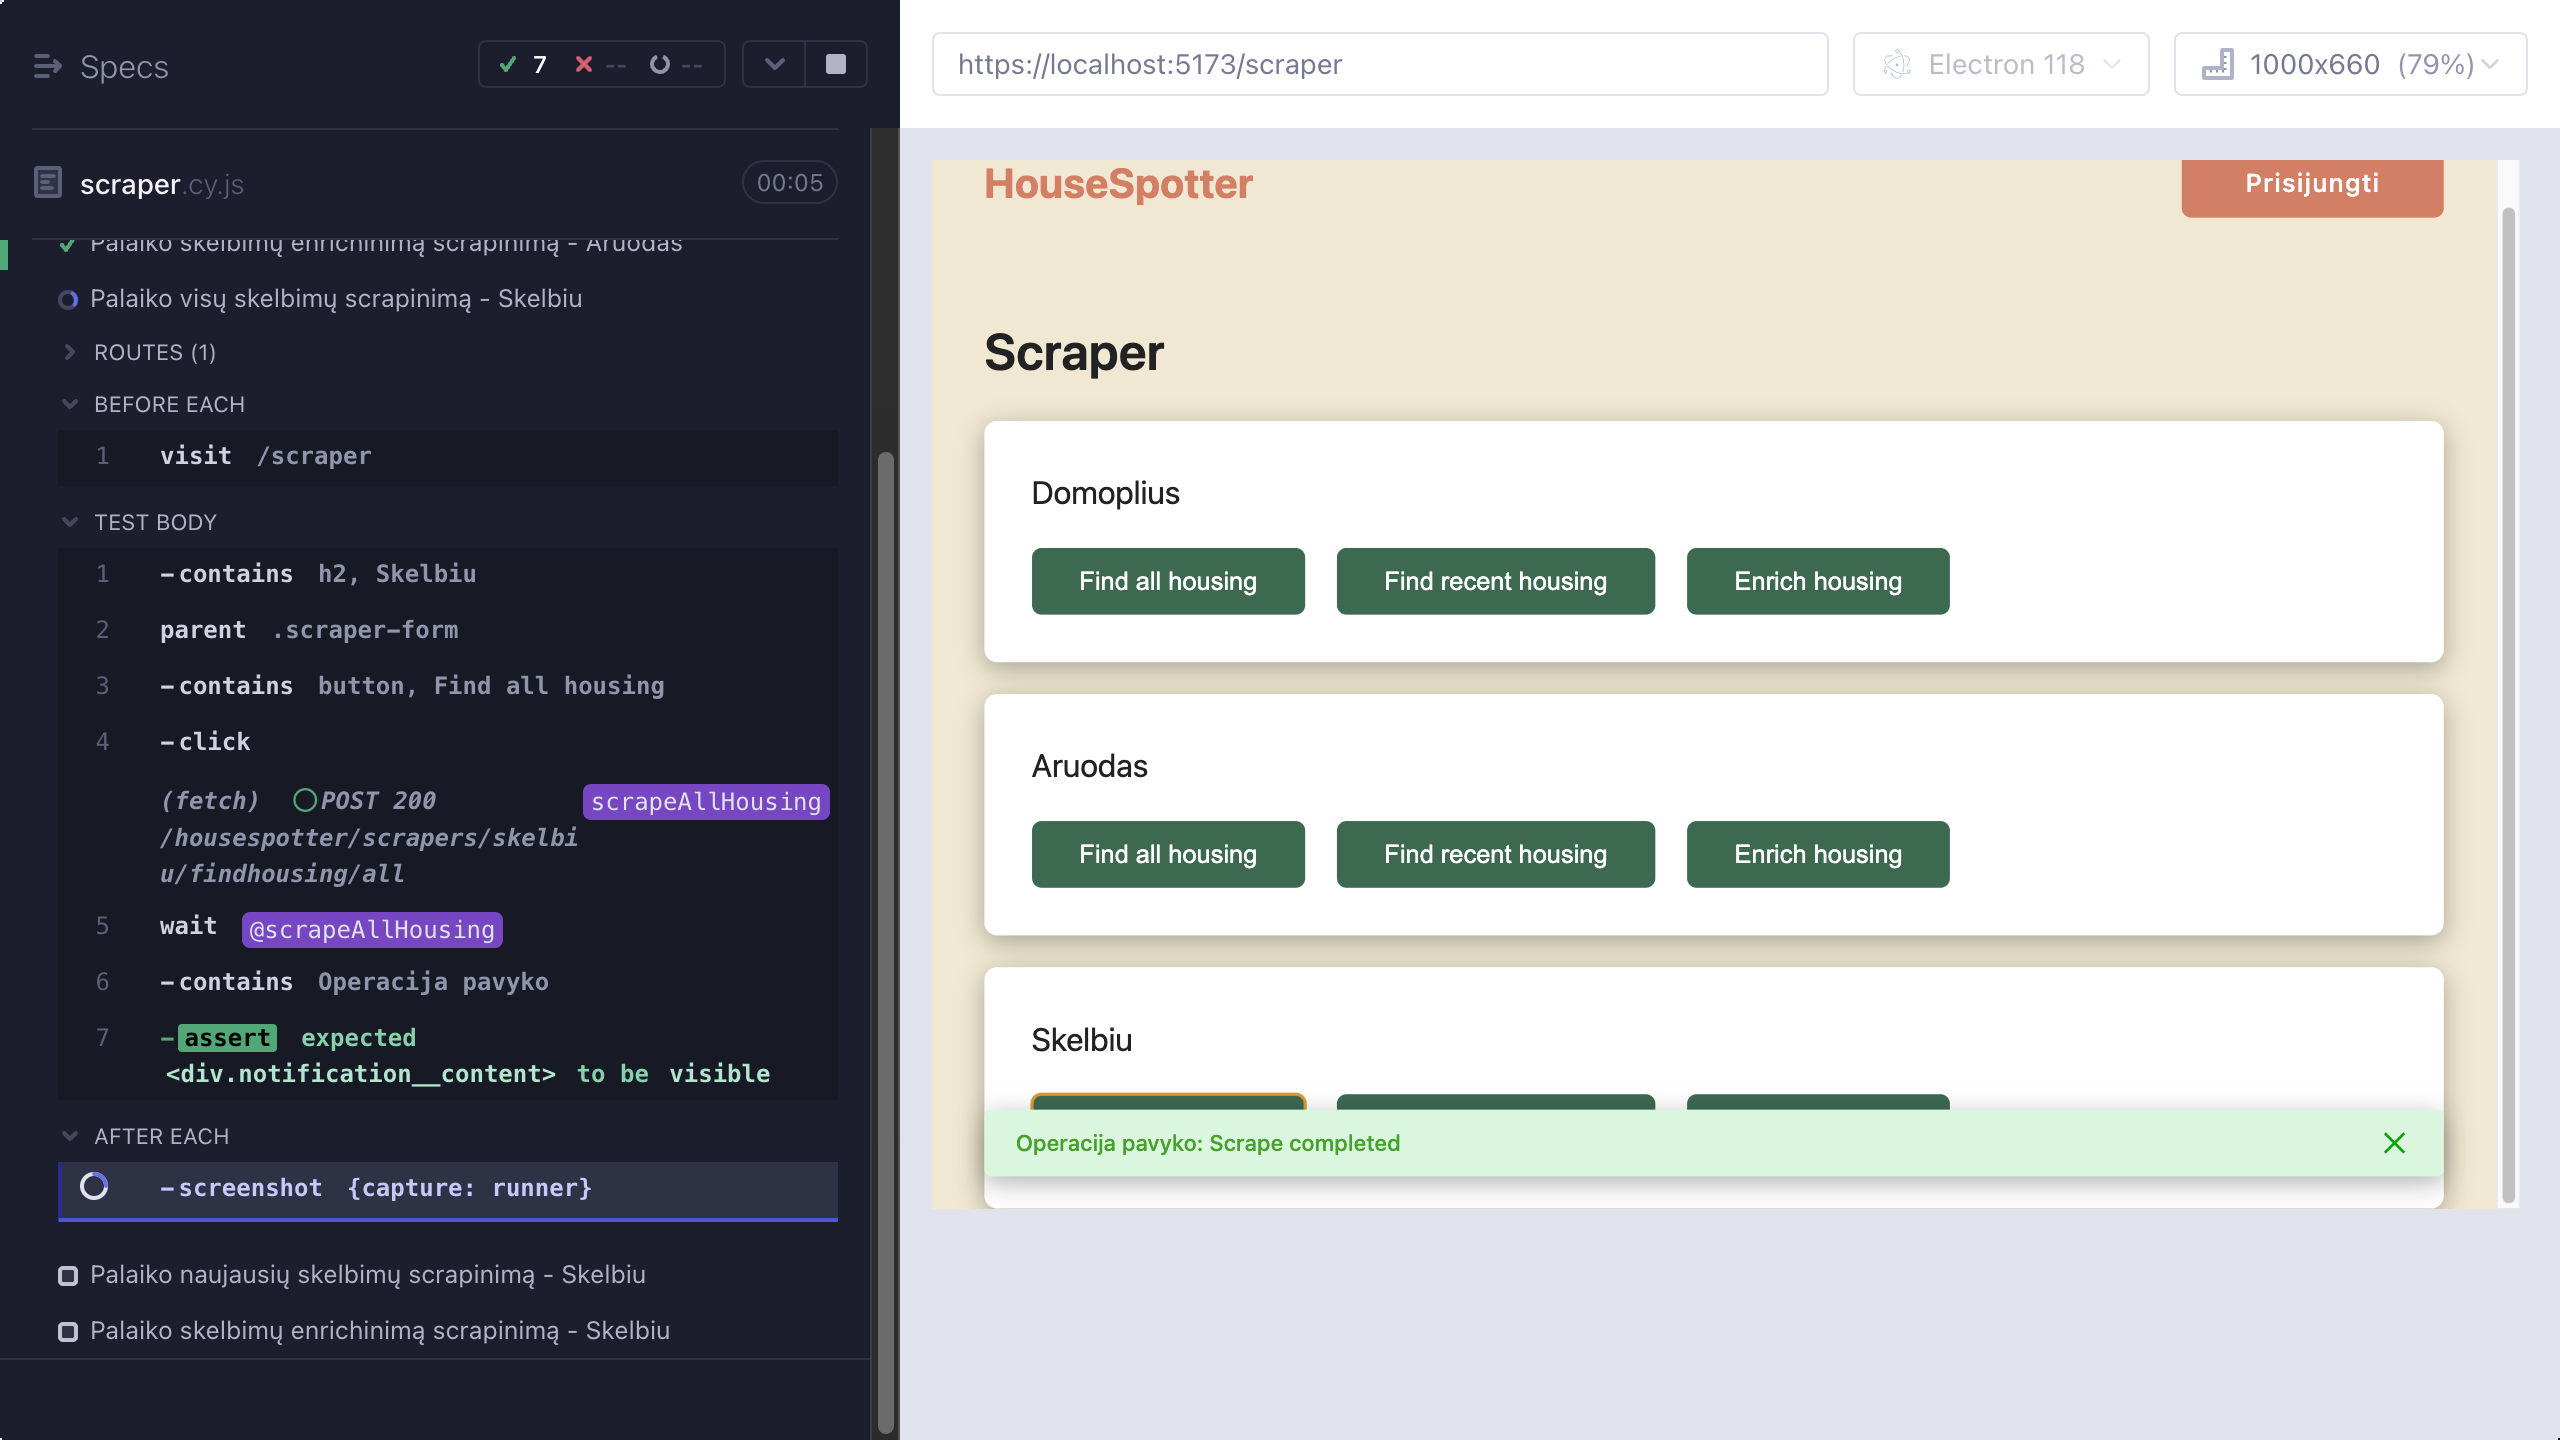 Specs
7
--
--
scraper.cy.js
00:05
Palaiko skelbimų enrichinimą scrapinimą - Aruodas
Palaiko visų skelbimų scrapinimą - Skelbiu
ROUTES (1)
BEFORE EACH
1 visit /scraper
TEST BODY
1 -contains h2, Skelbiu
2 parent .scraper-form
3 -contains button, Find all housing
4 -click
(fetch) POST 200 scrapeAllHousing
/housespotter/scrapers/skelbi
u/findhousing/all
5 wait @scrapeAllHousing
6 -contains Operacija pavyko
7 -assert expected
<div.notification__content> to be visible
AFTER EACH
-screenshot {capture: runner}
Palaiko naujausių skelbimų scrapinimą - Skelbiu
Palaiko skelbimų enrichinimą scrapinimą - Skelbiu
https://localhost:5173/scraper
Electron 118
1000x660 (79%)
HouseSpotter
Prisijungti
Scraper
Domoplius
Find all housing
Find recent housing
Enrich housing
Aruodas
Find all housing
Find recent housing
Enrich housing
Skelbiu
Operacija pavyko: Scrape completed